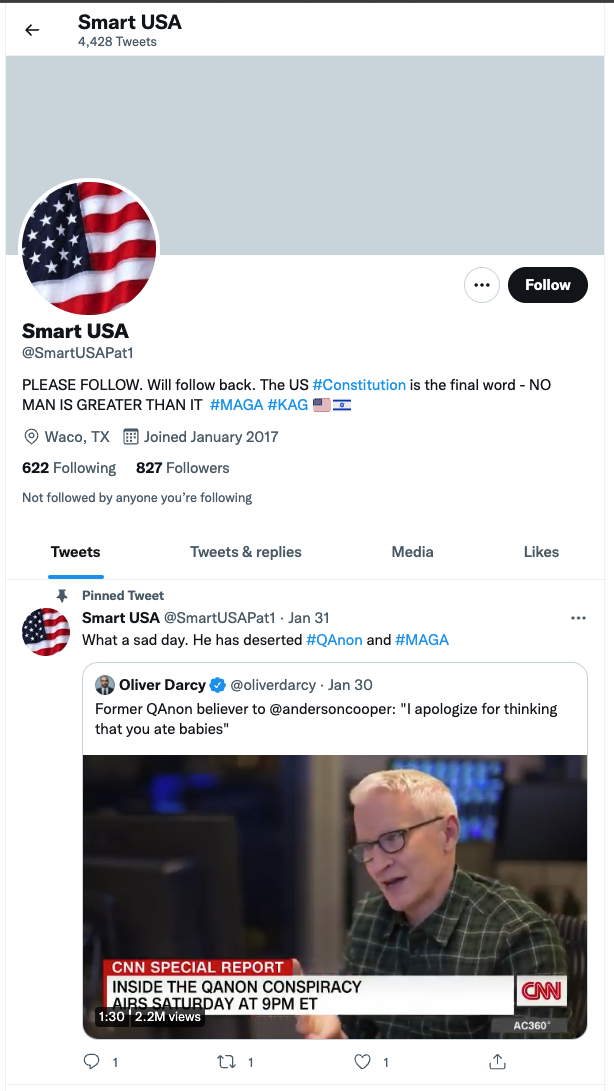 Smart USA
4,428 Tweets
Follow
Smart USA
@SmartUSAPat1
PLEASE FOLLOW. Will follow back. The US #Constitution is the final word - NO
MAN IS GREATER THAN IT #MAGA #KAG 🇺🇸🇮🇱
Waco, TX Joined January 2017
622 Following 827 Followers
Not followed by anyone you're following
Tweets Tweets & replies Media Likes
Pinned Tweet
Smart USA @SmartUSAPat1 · Jan 31
What a sad day. He has deserted #QAnon and #MAGA
Oliver Darcy @oliverdarcy · Jan 30
Former QAnon believer to @andersoncooper: "I apologize for thinking
that you ate babies"
CNN SPECIAL REPORT
INSIDE THE QANON CONSPIRACY
AIRS SATURDAY AT 9PM ET
CNN
1:30 2.2M views
AC360°
1 1 1